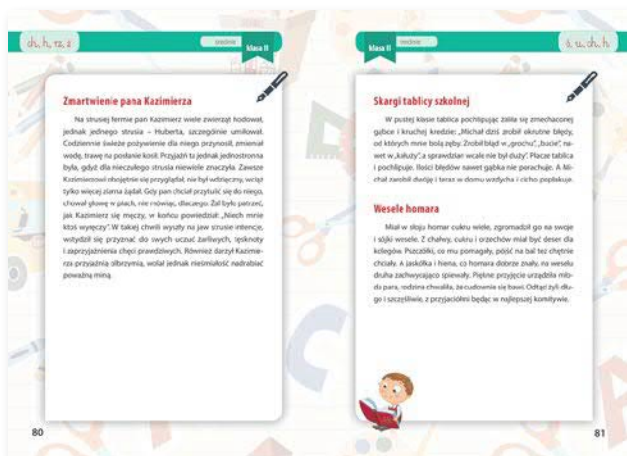 ch, h, rz, ż
średnie
klasa II
Zmartwienie pana Kazimierza
Na strusiej fermie pan Kazimierz wiele zwierząt hodował,
jednak jednego strusia – Huberta, szczególnie umiłował.
Codziennie świeże pożywienie dla niego przynosił, zmieniał
wodę, trawę na posłanie kosił. Przyjaźń ta jednak jednostronna
była, gdyż dla nieczułego strusia niewiele znaczyła. Zawsze
Kazimierzowi obojętnie się przyglądał, nie był wdzięczny, wciąż
tylko więcej ziarna żądał. Gdy pan chciał przytulić się do niego,
chował głowę w piach, nie mówiąc, dlaczego. Żal było patrzeć,
jak Kazimierz się męczy, w końcu powiedział: „Niech mnie
ktoś wyręczy”. W takiej chwili wyszły na jaw strusie intencje,
wstydził się przyznać do swych uczuć żarliwych, tęsknoty
i zaprzyjaźnienia chęci prawdziwych. Również darzył Kazimie-
rza przyjaźnią olbrzymią, wolał jednak nieśmiałość nadrabiać
poważną miną.
80
klasa II
średnie
ó, u, ch, h
Skargi tablicy szkolnej
W pustej klasie tablica pochlipując żaliła się zmechaconej
gąbce i kruchej kredzie: „Michał dziś zrobił okrutne błędy,
od których mnie bolą zęby. Zrobił błąd w „grochu”, „bucie”, na-
wet w „kałuży”, a sprawdzian wcale nie był duży”. Płacze tablica
i pochlipuje. Ilości błędów nawet gąbka nie porachuje. A Mi-
chał zarobił dwóję i teraz w domu wzdycha i cicho popłakuje.
Wesele homara
Miał w słoju homar cukru wiele, zgromadził go na swoje
i sójki wesele. Z chałwy, cukru i orzechów miał być deser dla
kolegów. Pszczółki, co mu pomagały, pójść na bal też chętnie
chciały. A jaskółka i hiena, co homara dobrze znały, na weselu
druha zachwycająco śpiewały. Piękne przyjęcie urządziła mło-
da para, rodzina chwaliła, że cudownie się bawi. Odtąd żyli dłu-
go i szczęśliwie, z przyjaciółmi będąc w najlepszej komitywie.
81